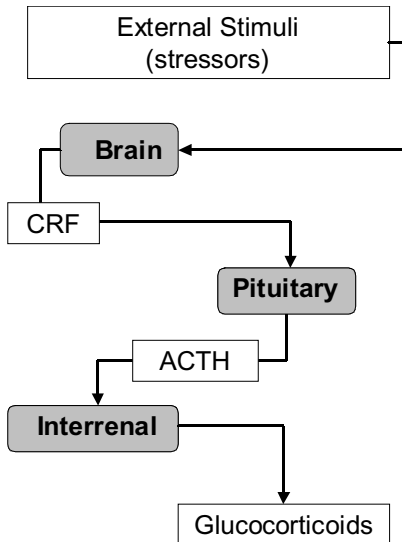 External Stimuli
(stressors)
Brain
CRF
Pituitary
ACTH
Interrenal
Glucocorticoids